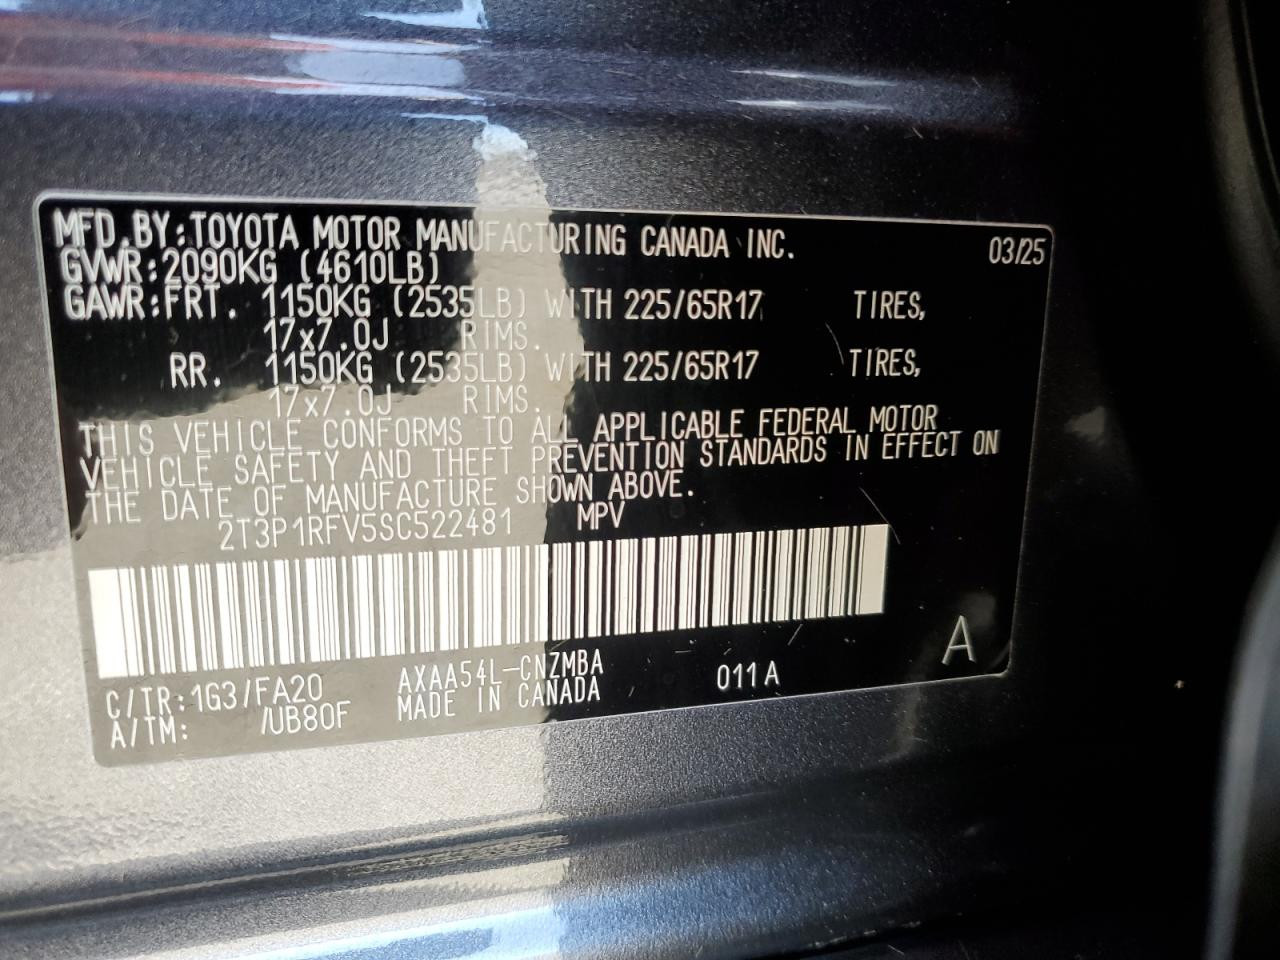 MFD.BY:TOYOTA MOTOR MANUFACTURING CANADA INC. 03/25
GVWR:2090KG (4610LB)
GAWR:FRT. 1150KG (2535LB) WITH 225/65R17 TIRES,
17x7.0J RIMS.
RR. 1150KG (2535LB) WITH 225/65R17 TIRES,
17x7.0J RIMS.
THIS VEHICLE CONFORMS TO ALL APPLICABLE FEDERAL MOTOR
VEHICLE SAFETY AND THEFT PREVENTION STANDARDS IN EFFECT ON
THE DATE OF MANUFACTURE SHOWN ABOVE.
2T3P1RFV5SC522481 MPV
C/TR:1G3/FA20 AXAA54L-CNZMBA 011A A
A/TM: /UB80F MADE IN CANADA